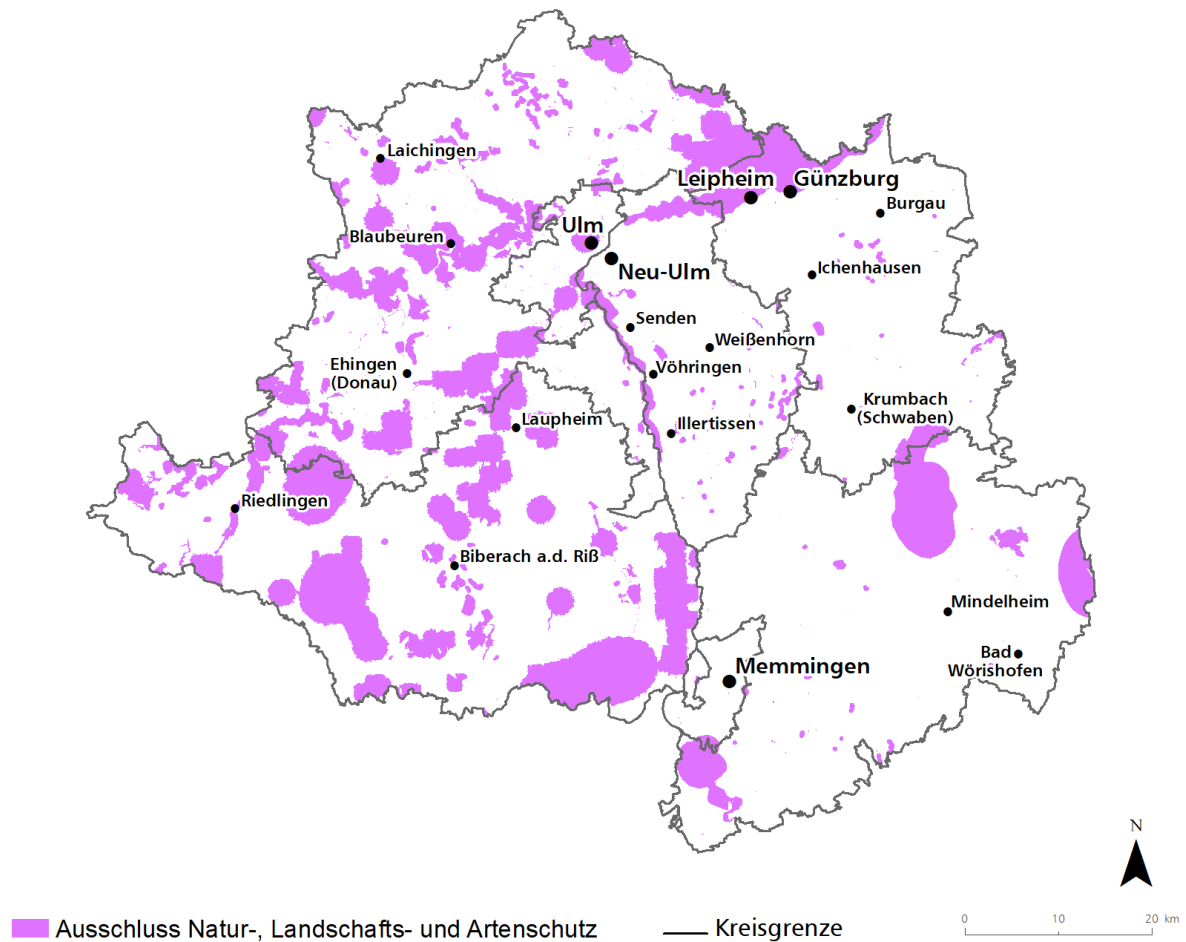 Laichingen
Leipheim
Günzburg
Burgau
Ulm
Blaubeuren
Neu-Ulm
Ichenhausen
Senden
Weißenhorn
Ehingen
(Donau)
Vöhringen
Krumbach
(Schwaben)
Laupheim
Illertissen
Riedlingen
Biberach a.d. Riß
Mindelheim
Bad
Wörishofen
Memmingen
N
Ausschluss Natur-, Landschafts- und Artenschutz
Kreisgrenze
0 10 20 km